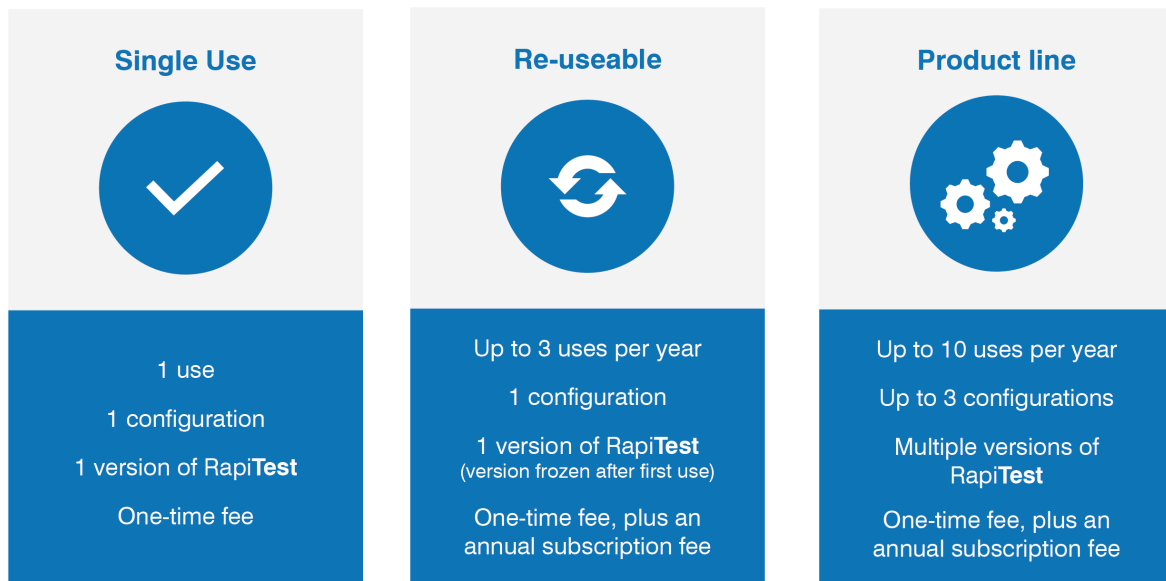 Single Use
1 use
1 configuration
1 version of RapiTest
One-time fee
Re-useable
Up to 3 uses per year
1 configuration
1 version of RapiTest
(version frozen after first use)
One-time fee, plus an
annual subscription fee
Product line
Up to 10 uses per year
Up to 3 configurations
Multiple versions of
RapiTest
One-time fee, plus an
annual subscription fee